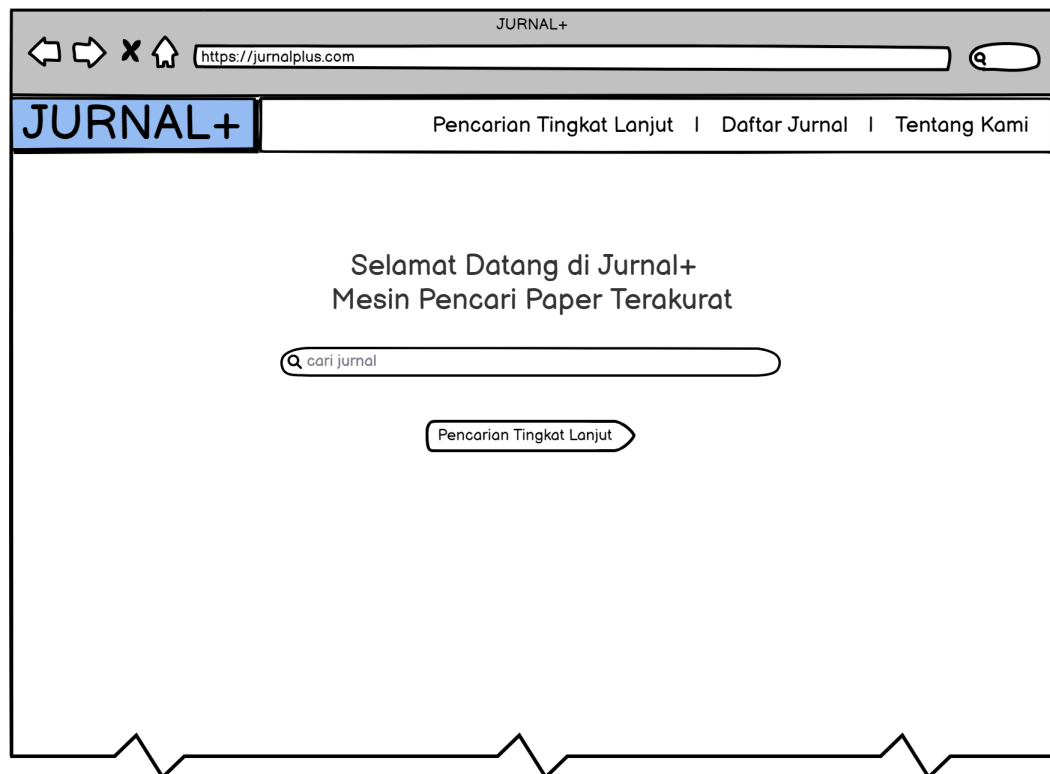 JURNAL+
https://jurnalplus.com
JURNAL+
Pencarian Tingkat Lanjut | Daftar Jurnal | Tentang Kami
Selamat Datang di Jurnal+
Mesin Pencari Paper Terakurat
cari jurnal
Pencarian Tingkat Lanjut